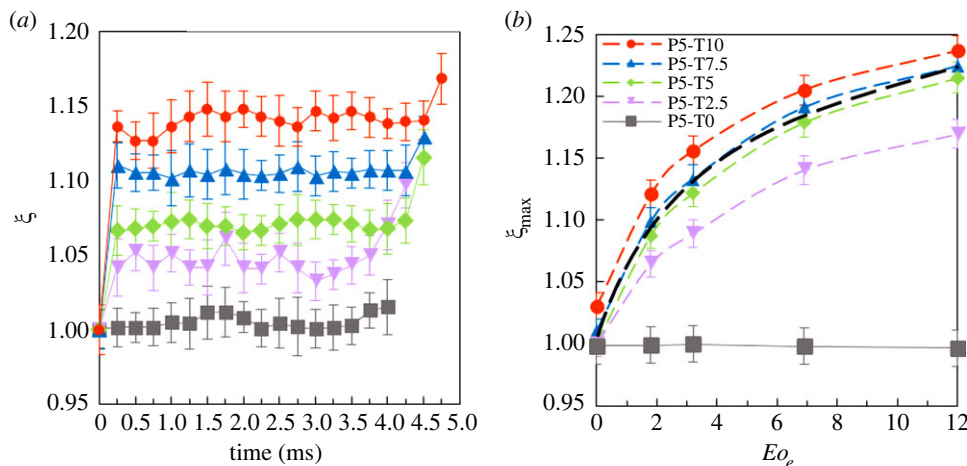 (a)
1.20
1.15
1.10
1.05
1.00
0.95
ξ
0 0.5 1.0 1.5 2.0 2.5 3.0 3.5 4.0 4.5 5.0
time (ms)
(b)
1.25
1.20
1.15
1.10
1.05
1.00
0.95
ξmax
P5-T10
P5-T7.5
P5-T5
P5-T2.5
P5-T0
0 2 4 6 8 10 12
Eoe